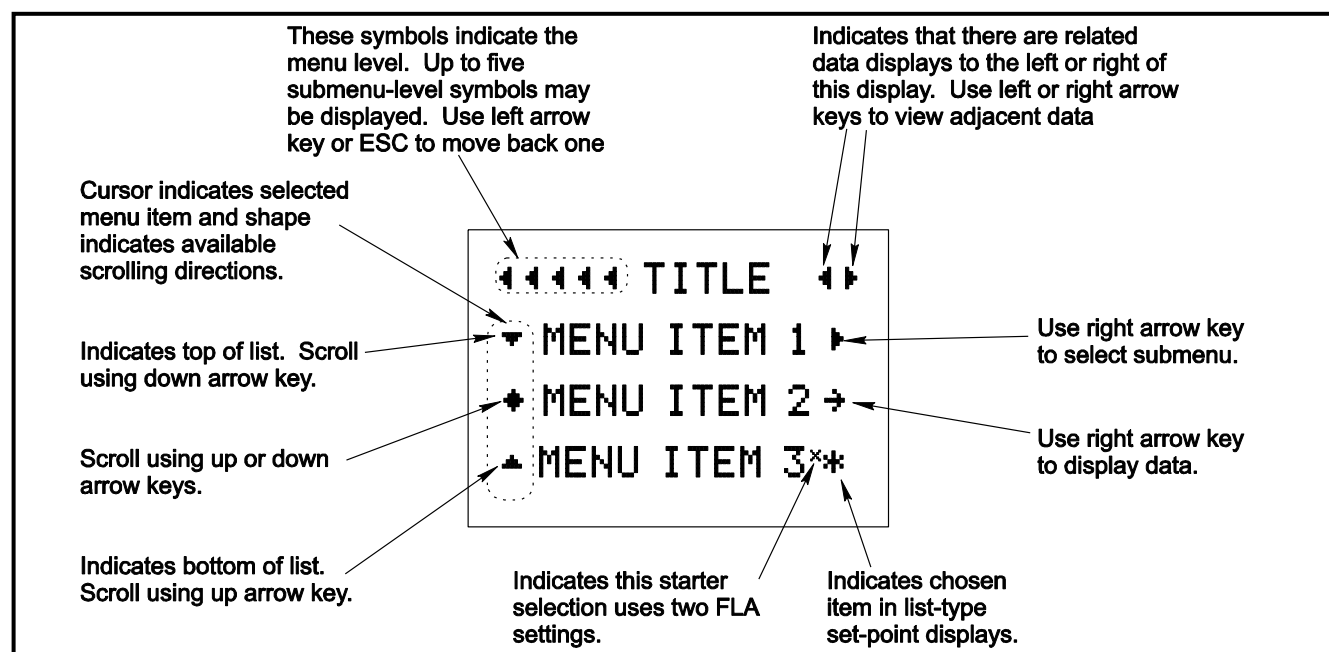 These symbols indicate the
menu level. Up to five
submenu-level symbols may
be displayed. Use left arrow
key or ESC to move back one
Indicates that there are related
data displays to the left or right of
this display. Use left or right arrow
keys to view adjacent data
Cursor indicates selected
menu item and shape
indicates available
scrolling directions.
Indicates top of list. Scroll
using down arrow key.
Scroll using up or down
arrow keys.
Indicates bottom of list.
Scroll using up arrow key.
TITLE
MENU ITEM 1
MENU ITEM 2 →
MENU ITEM 3ˣ*
Use right arrow key
to select submenu.
Use right arrow key
to display data.
Indicates this starter
selection uses two FLA
settings.
Indicates chosen
item in list-type
set-point displays.